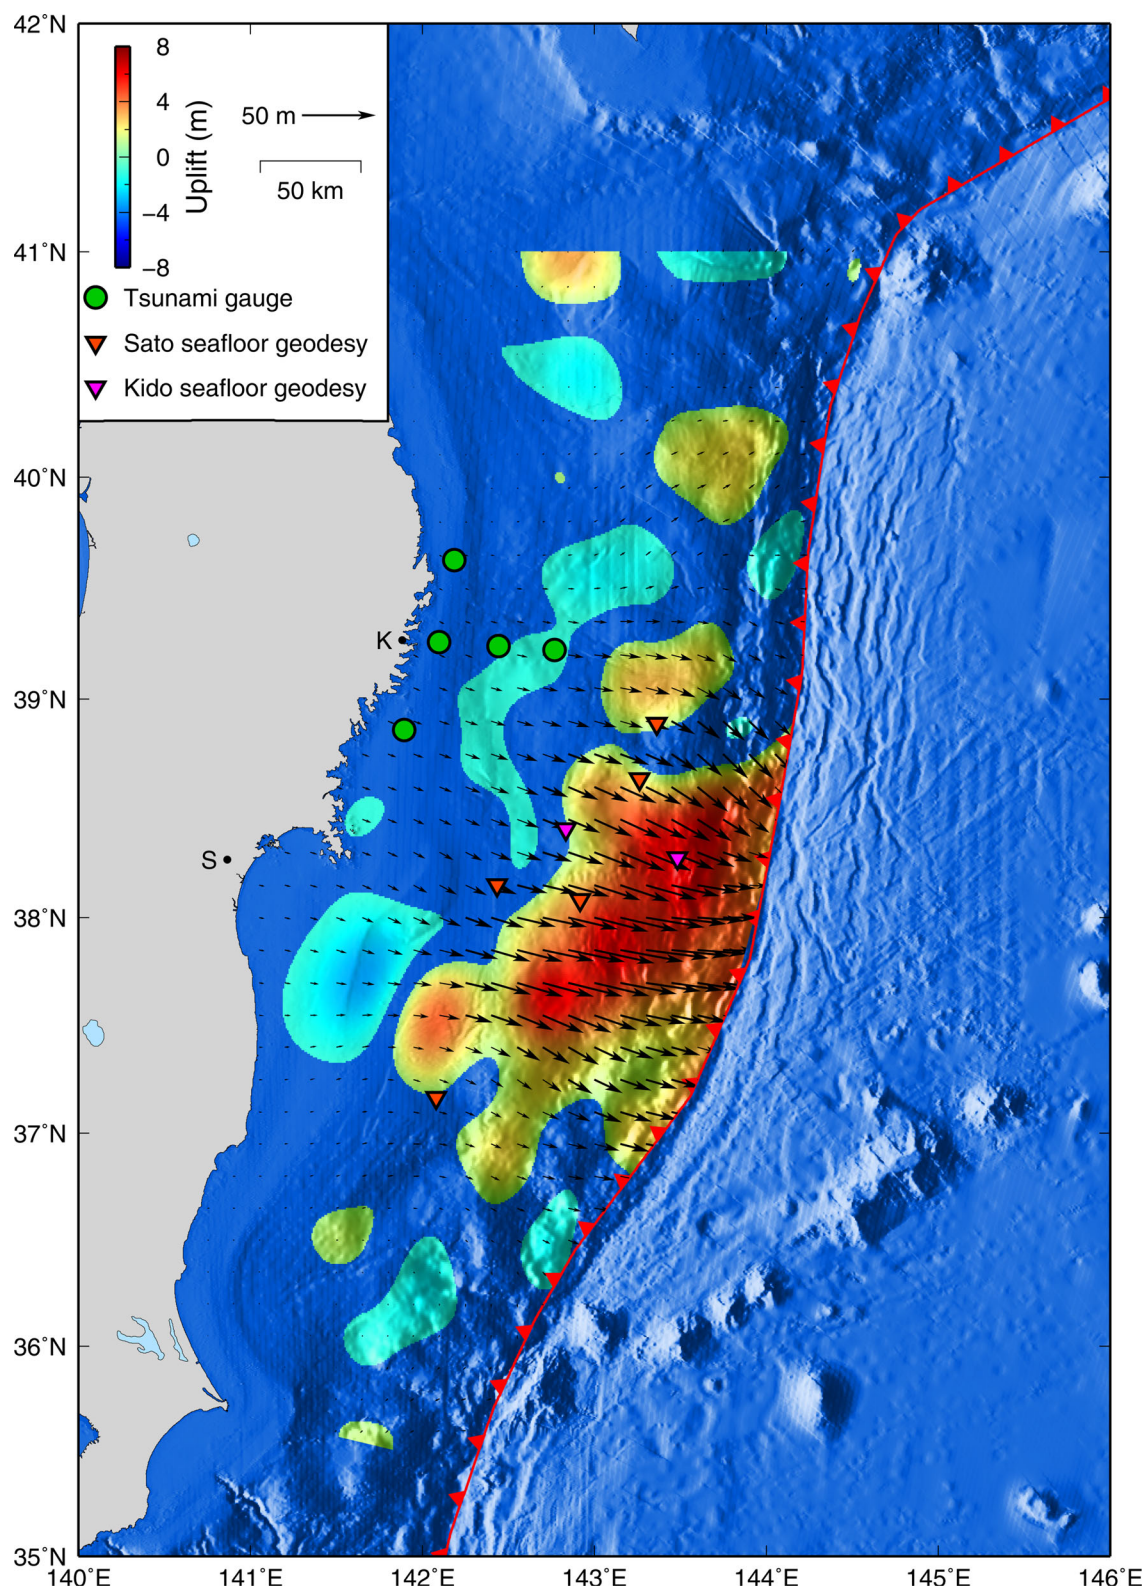 42˚N
8
4
0
−4
−8
Uplift (m)
50 m
50 km
Tsunami gauge
Sato seafloor geodesy
Kido seafloor geodesy
41˚N
40˚N
K
39˚N
S
38˚N
37˚N
36˚N
35˚N
140˚E 141˚E 142˚E 143˚E 144˚E 145˚E 146˚E